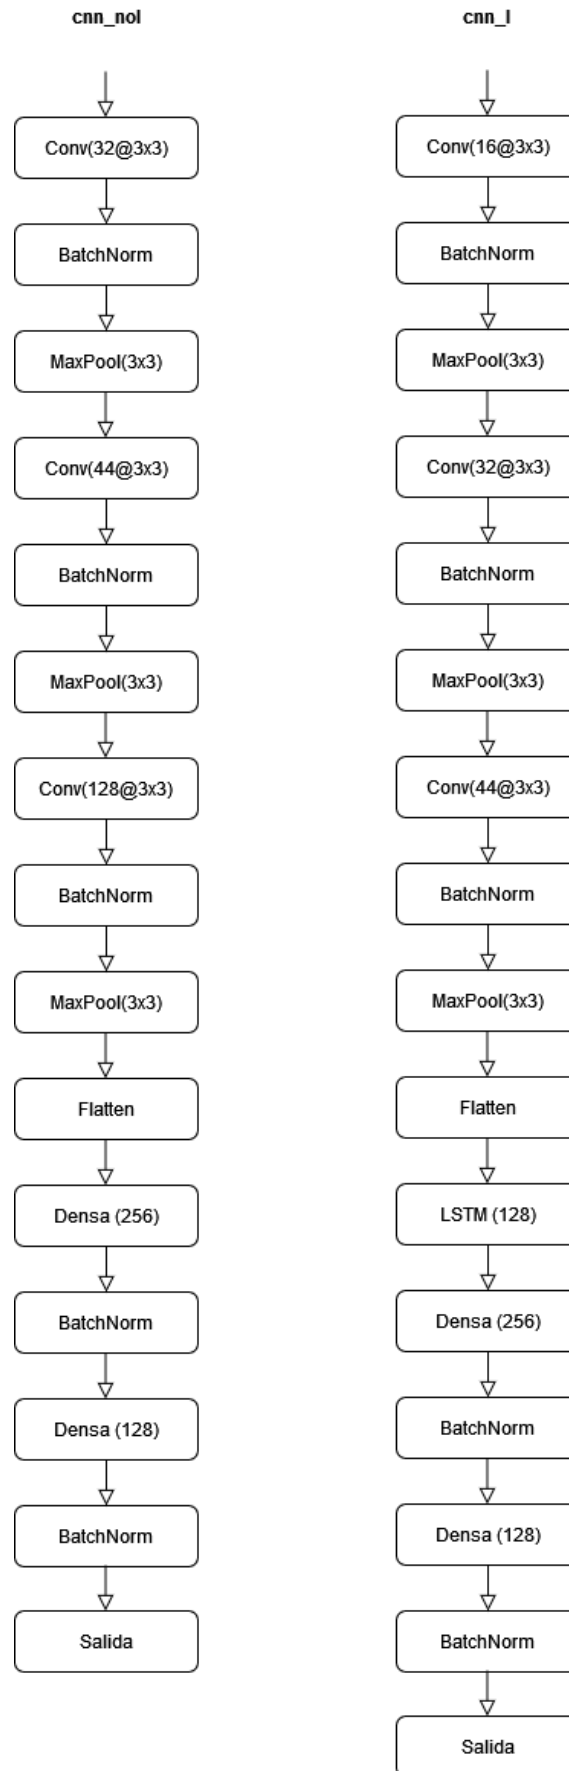 cnn_nol
Conv(32@3x3)
BatchNorm
MaxPool(3x3)
Conv(44@3x3)
BatchNorm
MaxPool(3x3)
Conv(128@3x3)
BatchNorm
MaxPool(3x3)
Flatten
Densa (256)
BatchNorm
Densa (128)
BatchNorm
Salida
cnn_l
Conv(16@3x3)
BatchNorm
MaxPool(3x3)
Conv(32@3x3)
BatchNorm
MaxPool(3x3)
Conv(44@3x3)
BatchNorm
MaxPool(3x3)
Flatten
LSTM (128)
Densa (256)
BatchNorm
Densa (128)
BatchNorm
Salida